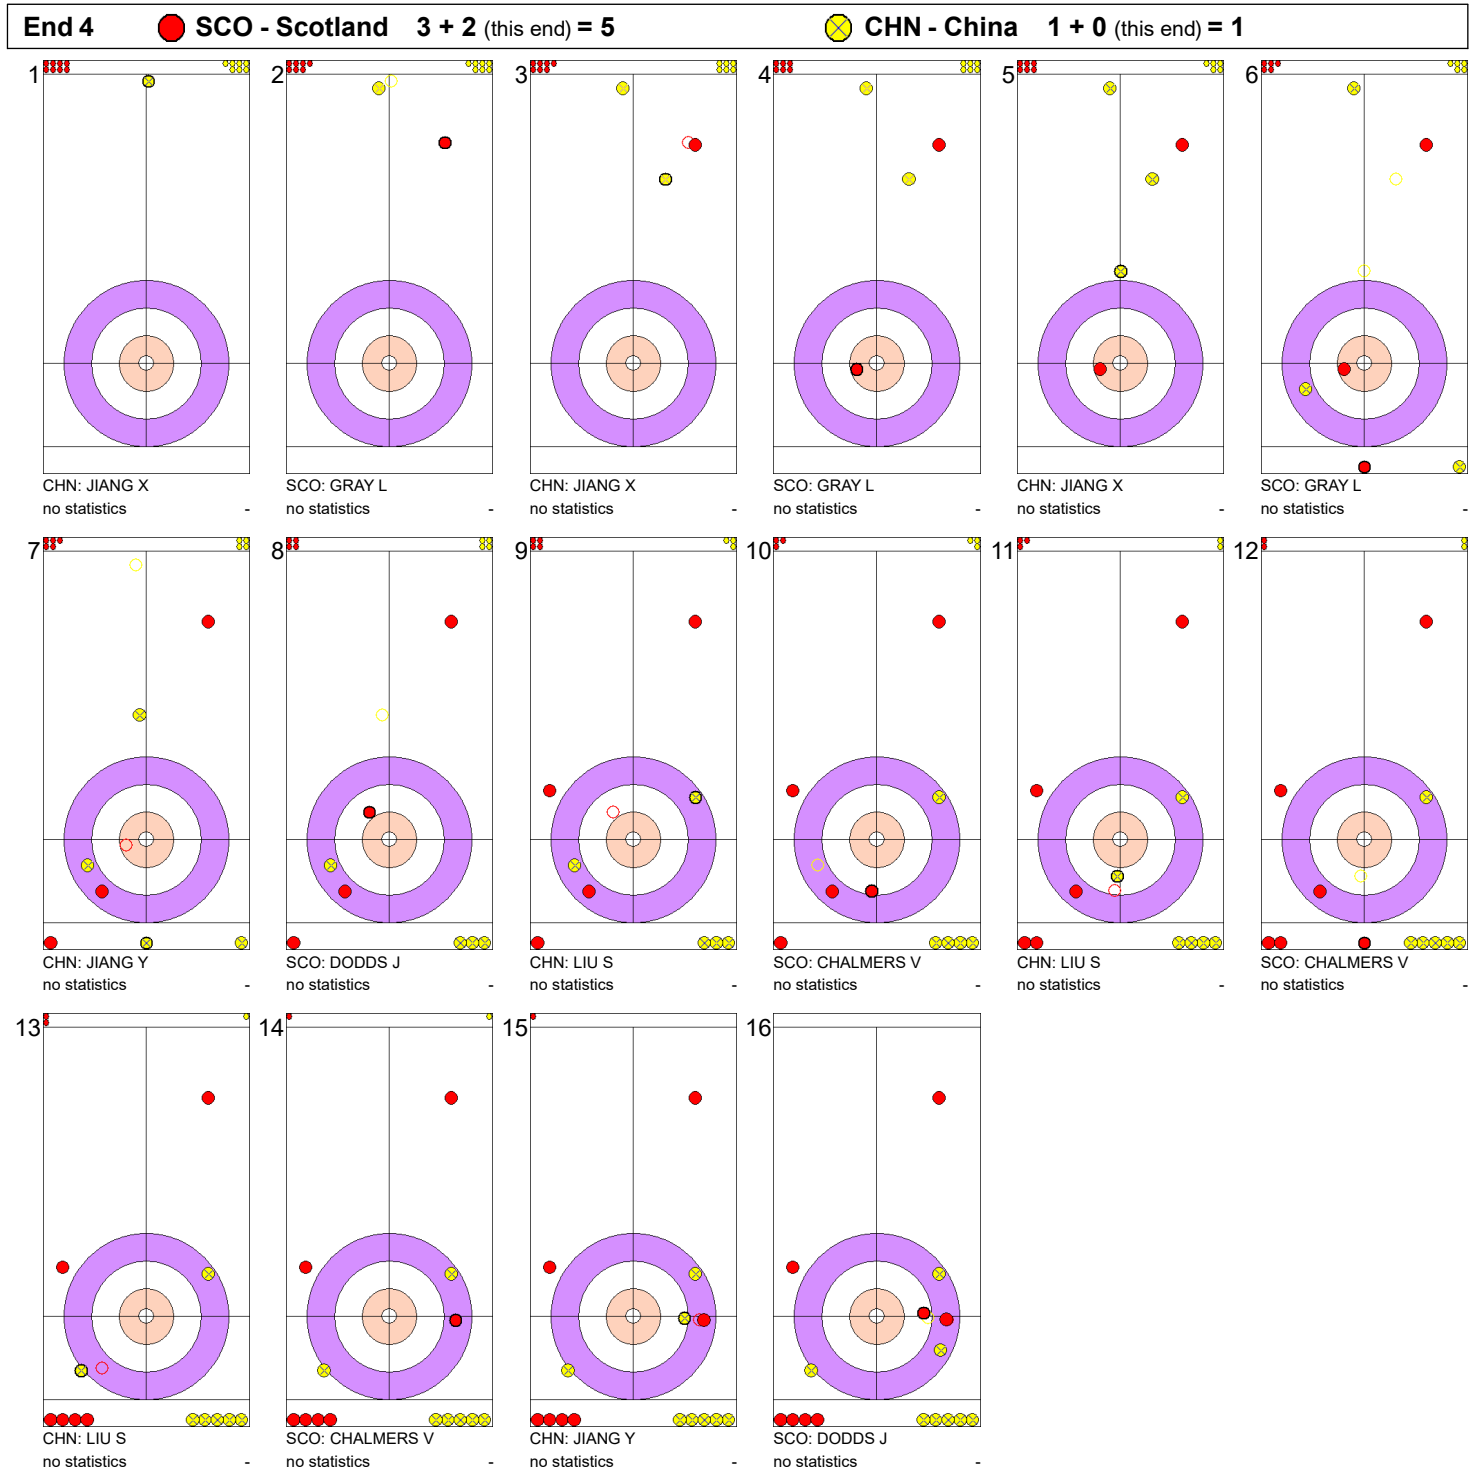 End 4 SCO - Scotland 3 + 2 (this end) = 5 CHN - China 1 + 0 (this end) = 1
1 2 3 4 5 6
CHN: JIANG X SCO: GRAY L CHN: JIANG X SCO: GRAY L CHN: JIANG X SCO: GRAY L
no statistics - no statistics - no statistics - no statistics - no statistics - no statistics -
7 8 9 10 11 12
CHN: JIANG Y SCO: DODDS J CHN: LIU S SCO: CHALMERS V CHN: LIU S SCO: CHALMERS V
no statistics - no statistics - no statistics - no statistics - no statistics - no statistics -
13 14 15 16
CHN: LIU S SCO: CHALMERS V CHN: JIANG Y SCO: DODDS J
no statistics - no statistics - no statistics - no statistics -